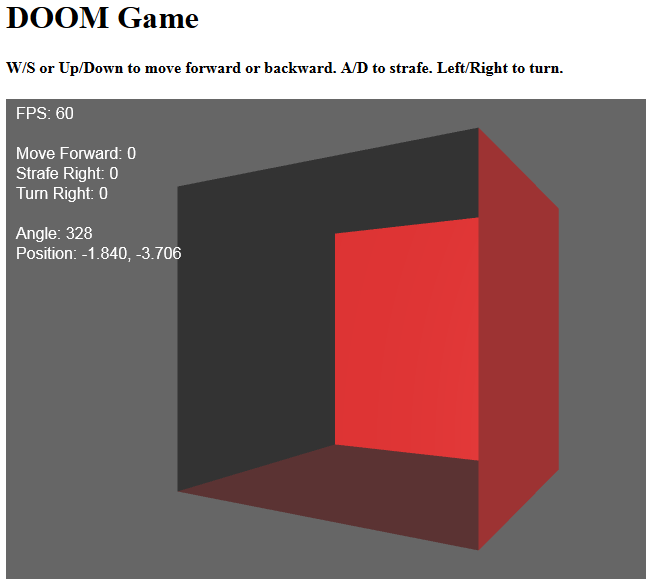 DOOM Game
W/S or Up/Down to move forward or backward. A/D to strafe. Left/Right to turn.
FPS: 60
Move Forward: 0
Strafe Right: 0
Turn Right: 0
Angle: 328
Position: -1.840, -3.706